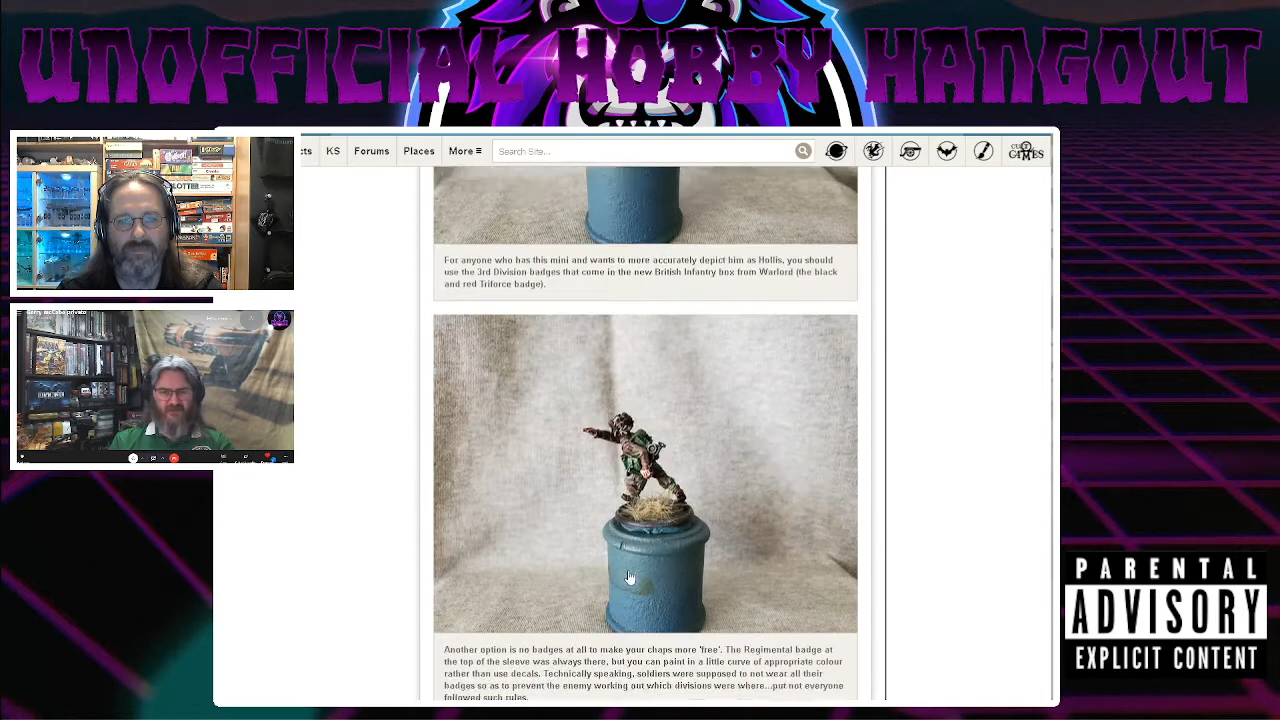 UNOFFICIAL HOBBY HANGOUT
cts KS Forums Places More Search Site...
For anyone who has this mini and wants to more accurately depict him as Hollis, you should
use the 3rd Division badges that come in the new British Infantry box from Warlord (the black
and red Triforce badge).
Another option is no badges at all to make your chaps more 'free'. The Regimental badge at
the top of the sleeve was always there, but you can paint in a little curve of appropriate colour
rather than use decals. Technically speaking, soldiers were supposed to not wear all their
badges so as to prevent the enemy working out which divisions were where...put not everyone
followed such rules.
Gerry McCabe private
PARENTAL
ADVISORY
EXPLICIT CONTENT